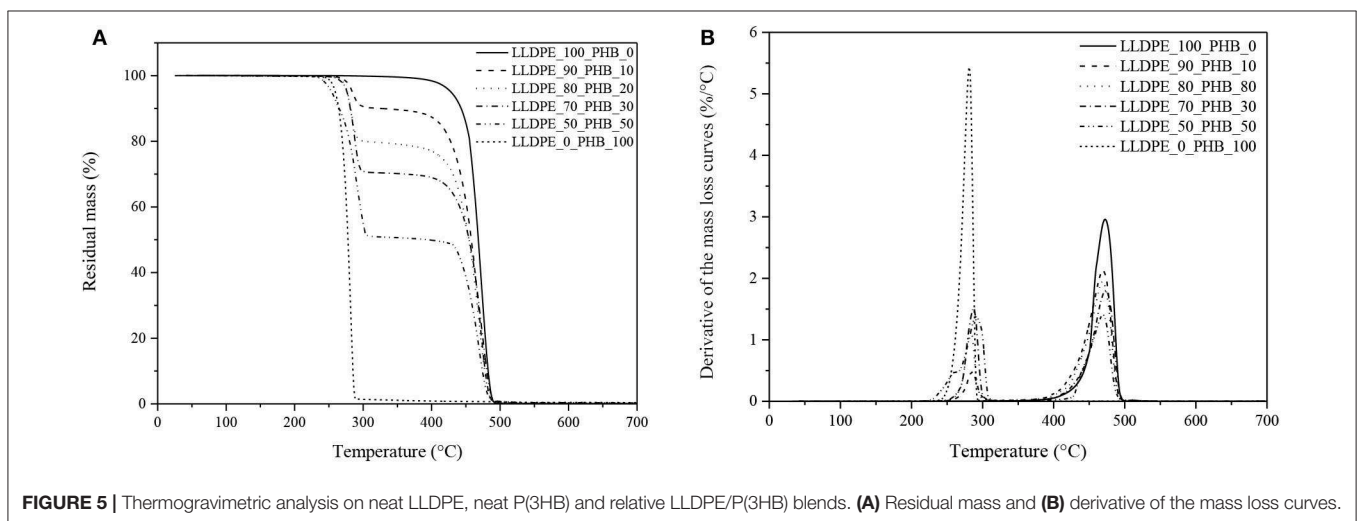 A
Residual mass (%)
100
80
60
40
20
0
0 100 200 300 400 500 600 700
Temperature (°C)
LLDPE_100_PHB_0
LLDPE_90_PHB_10
LLDPE_80_PHB_20
LLDPE_70_PHB_30
LLDPE_50_PHB_50
LLDPE_0_PHB_100
B
Derivative of the mass loss curves (%/°C)
6
5
4
3
2
1
0
0 100 200 300 400 500 600 700
Temperature (°C)
LLDPE_100_PHB_0
LLDPE_90_PHB_10
LLDPE_80_PHB_80
LLDPE_70_PHB_30
LLDPE_50_PHB_50
LLDPE_0_PHB_100
FIGURE 5 | Thermogravimetric analysis on neat LLDPE, neat P(3HB) and relative LLDPE/P(3HB) blends. (A) Residual mass and (B) derivative of the mass loss curves.